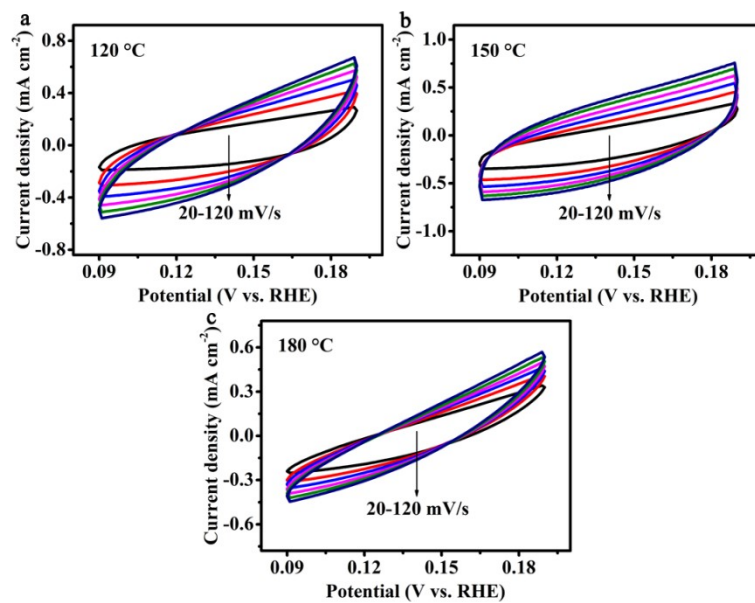 a
120 °C
Current density (mA cm-2)
0.8
0.4
0.0
-0.4
-0.8
20-120 mV/s
0.09
0.12
0.15
0.18
Potential (V vs. RHE)
b
150 °C
Current density (mA cm-2)
1.0
0.5
0.0
-0.5
-1.0
20-120 mV/s
0.09
0.12
0.15
0.18
Potential (V vs. RHE)
c
180 °C
Current density (mA cm-2)
0.6
0.3
0.0
-0.3
-0.6
20-120 mV/s
0.09
0.12
0.15
0.18
Potential (V vs. RHE)